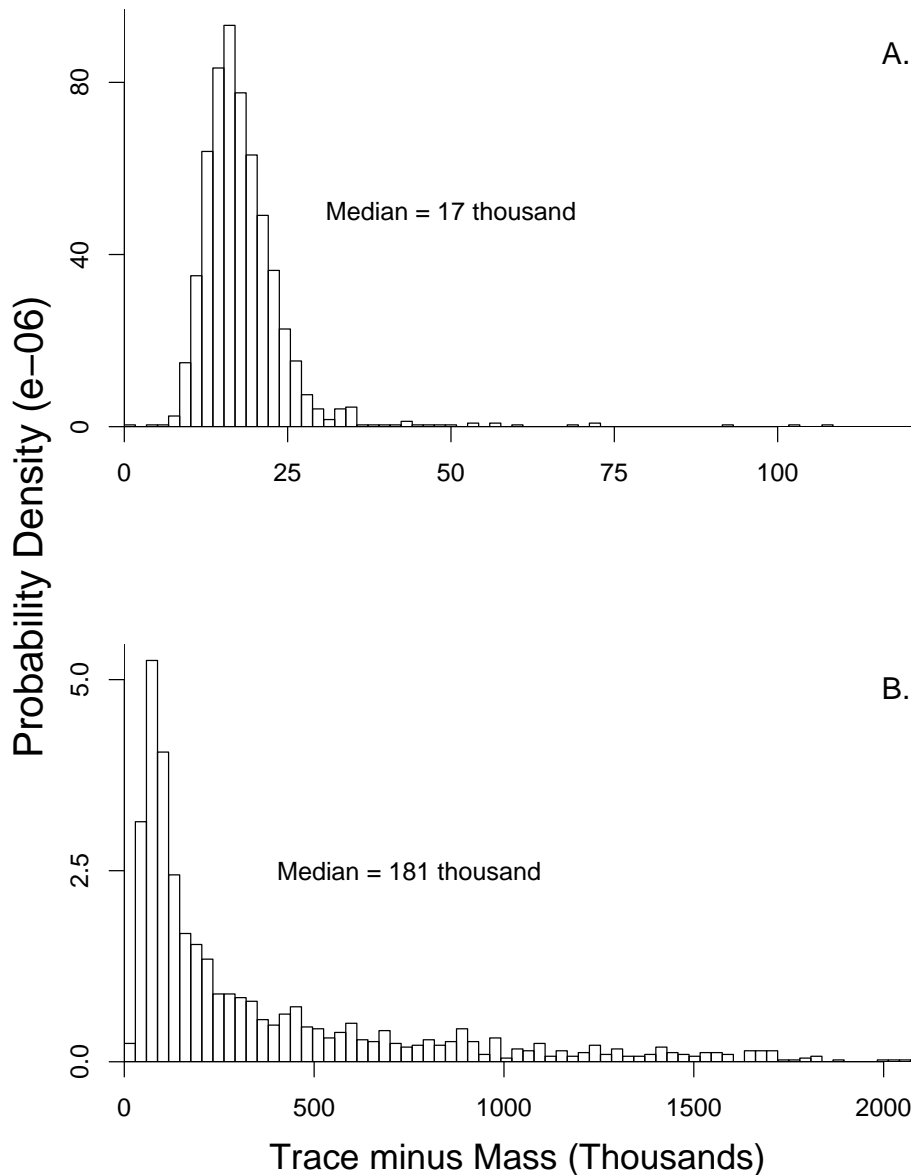 A.
80
40
0
Median = 17 thousand
0 25 50 75 100
Probability Density (e−06)
B.
5.0
2.5
0.0
Median = 181 thousand
0 500 1000 1500 2000
Trace minus Mass (Thousands)